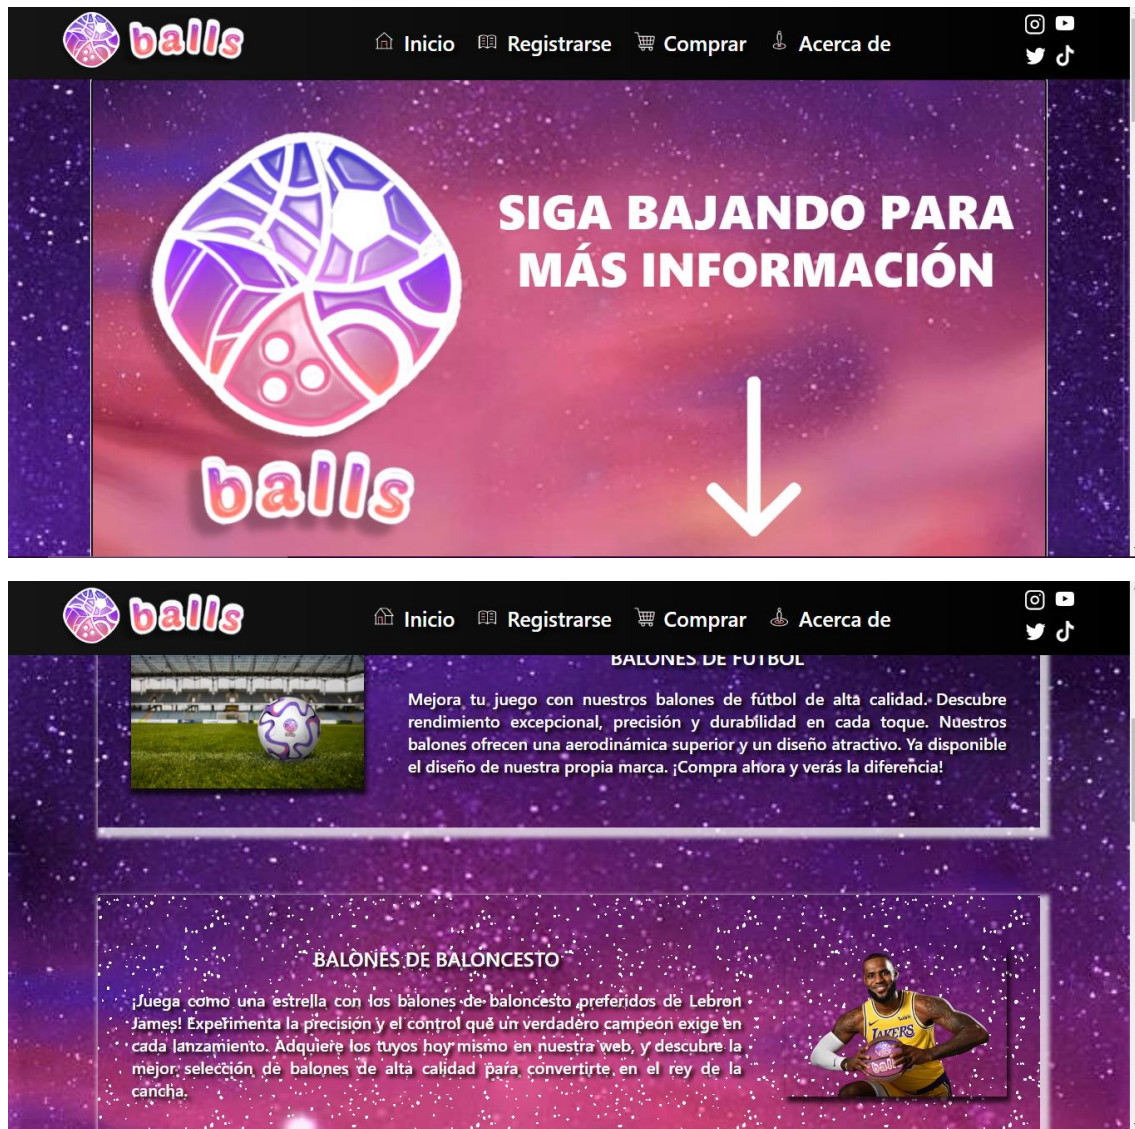 balls
Inicio Registrarse Comprar Acerca de
SIGA BAJANDO PARA
MÁS INFORMACIÓN
balls
balls
Inicio Registrarse Comprar Acerca de
BALONES DE FÚTBOL
Mejora tu juego con nuestros balones de fútbol de alta calidad. Descubre
rendimiento excepcional, precisión y durabilidad en cada toque. Nuestros
balones ofrecen una aerodinámica superior y un diseño atractivo. Ya disponible
el diseño de nuestra propia marca. ¡Compra ahora y verás la diferencia!
BALONES DE BALONCESTO
¡Juega como una estrella con los balones de baloncesto preferidos de Lebron
James! Experimenta la precisión y el control que un verdadero campeón exige en
cada lanzamiento. Adquiere los tuyos hoy mismo en nuestra web, y descubre la
mejor selección de balones de alta calidad para convertirte en el rey de la
cancha.
LAKERS
balls